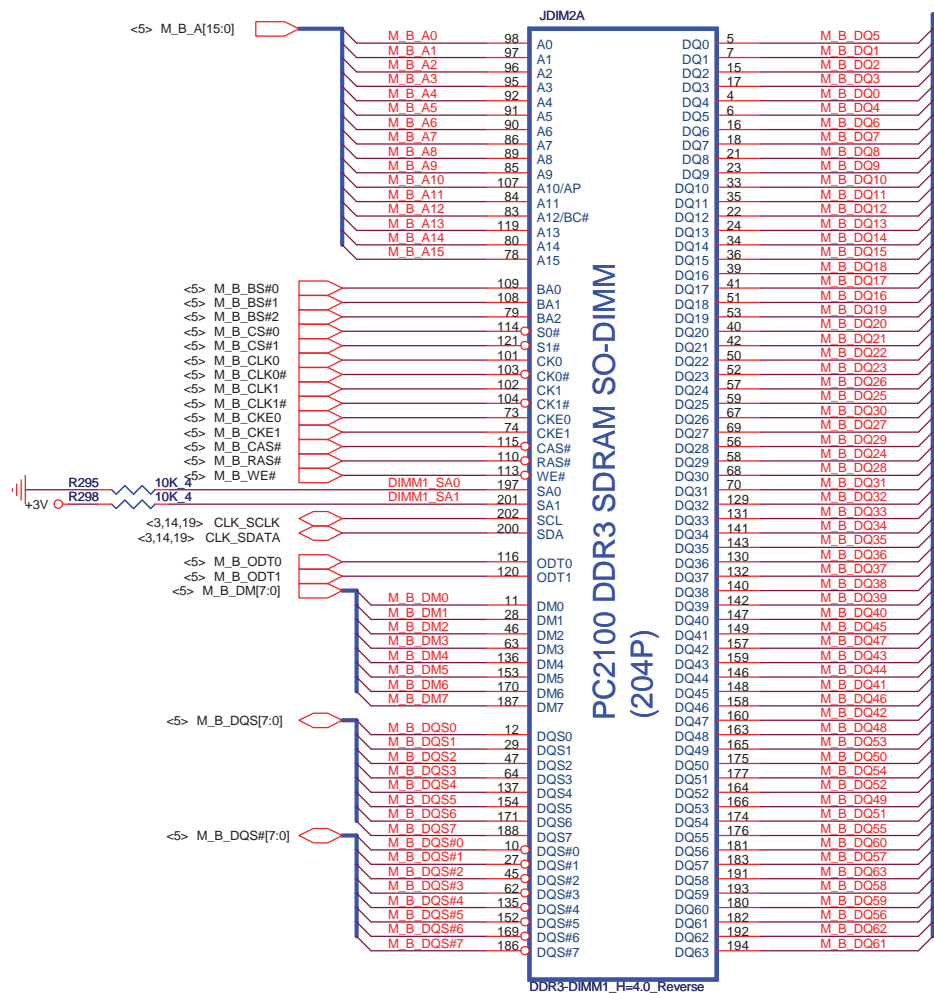 JDIM2A
<5> M_B_A[15:0]
M_B_A0 98 A0
M_B_A1 97 A1
M_B_A2 96 A2
M_B_A3 95 A3
M_B_A4 92 A4
M_B_A5 91 A5
M_B_A6 90 A6
M_B_A7 86 A7
M_B_A8 89 A8
M_B_A9 85 A9
M_B_A10 107 A10/AP
M_B_A11 84 A11
M_B_A12 83 A12/BC#
M_B_A13 119 A13
M_B_A14 80 A14
M_B_A15 78 A15
<5> M_B_BS#0 109 BA0
<5> M_B_BS#1 108 BA1
<5> M_B_BS#2 79 BA2
<5> M_B_CS#0 114 S0#
<5> M_B_CS#1 121 S1#
<5> M_B_CLK0 101 CK0
<5> M_B_CLK0# 103 CK0#
<5> M_B_CLK1 102 CK1
<5> M_B_CLK1# 104 CK1#
<5> M_B_CKE0 73 CKE0
<5> M_B_CKE1 74 CKE1
<5> M_B_CAS# 115 CAS#
<5> M_B_RAS# 110 RAS#
<5> M_B_WE# 113 WE#
R295 10K_4 DIMM1_SA0 197 SA0
+3V R298 10K_4 DIMM1_SA1 201 SA1
<3,14,19> CLK_SCLK 202 SCL
<3,14,19> CLK_SDATA 200 SDA
<5> M_B_ODT0 116 ODT0
<5> M_B_ODT1 120 ODT1
<5> M_B_DM[7:0]
M_B_DM0 11 DM0
M_B_DM1 28 DM1
M_B_DM2 46 DM2
M_B_DM3 63 DM3
M_B_DM4 136 DM4
M_B_DM5 153 DM5
M_B_DM6 170 DM6
M_B_DM7 187 DM7
<5> M_B_DQS[7:0]
M_B_DQS0 12 DQS0
M_B_DQS1 29 DQS1
M_B_DQS2 47 DQS2
M_B_DQS3 64 DQS3
M_B_DQS4 137 DQS4
M_B_DQS5 154 DQS5
M_B_DQS6 171 DQS6
M_B_DQS7 188 DQS7
<5> M_B_DQS#[7:0]
M_B_DQS#0 10 DQS#0
M_B_DQS#1 27 DQS#1
M_B_DQS#2 45 DQS#2
M_B_DQS#3 62 DQS#3
M_B_DQS#4 135 DQS#4
M_B_DQS#5 152 DQS#5
M_B_DQS#6 169 DQS#6
M_B_DQS#7 186 DQS#7
PC2100 DDR3 SDRAM SO-DIMM
(204P)
DQ0 5 M_B_DQ5
DQ1 7 M_B_DQ1
DQ2 15 M_B_DQ2
DQ3 17 M_B_DQ3
DQ4 4 M_B_DQ0
DQ5 6 M_B_DQ4
DQ6 16 M_B_DQ6
DQ7 18 M_B_DQ7
DQ8 21 M_B_DQ8
DQ9 23 M_B_DQ9
DQ10 33 M_B_DQ10
DQ11 35 M_B_DQ11
DQ12 22 M_B_DQ12
DQ13 24 M_B_DQ13
DQ14 34 M_B_DQ14
DQ15 36 M_B_DQ15
DQ16 39 M_B_DQ18
DQ17 41 M_B_DQ17
DQ18 51 M_B_DQ16
DQ19 53 M_B_DQ19
DQ20 40 M_B_DQ20
DQ21 42 M_B_DQ21
DQ22 50 M_B_DQ22
DQ23 52 M_B_DQ23
DQ24 57 M_B_DQ26
DQ25 59 M_B_DQ25
DQ26 67 M_B_DQ30
DQ27 69 M_B_DQ27
DQ28 56 M_B_DQ29
DQ29 58 M_B_DQ24
DQ30 68 M_B_DQ28
DQ31 70 M_B_DQ31
DQ32 129 M_B_DQ32
DQ33 131 M_B_DQ33
DQ34 141 M_B_DQ34
DQ35 143 M_B_DQ35
DQ36 130 M_B_DQ36
DQ37 132 M_B_DQ37
DQ38 140 M_B_DQ38
DQ39 142 M_B_DQ39
DQ40 147 M_B_DQ40
DQ41 149 M_B_DQ45
DQ42 157 M_B_DQ47
DQ43 159 M_B_DQ43
DQ44 146 M_B_DQ44
DQ45 148 M_B_DQ41
DQ46 158 M_B_DQ46
DQ47 160 M_B_DQ42
DQ48 163 M_B_DQ48
DQ49 165 M_B_DQ53
DQ50 175 M_B_DQ50
DQ51 177 M_B_DQ54
DQ52 164 M_B_DQ52
DQ53 166 M_B_DQ49
DQ54 174 M_B_DQ51
DQ55 176 M_B_DQ55
DQ56 181 M_B_DQ60
DQ57 183 M_B_DQ57
DQ58 191 M_B_DQ63
DQ59 193 M_B_DQ58
DQ60 180 M_B_DQ59
DQ61 182 M_B_DQ56
DQ62 192 M_B_DQ62
DQ63 194 M_B_DQ61
DDR3-DIMM1_H=4.0_Reverse